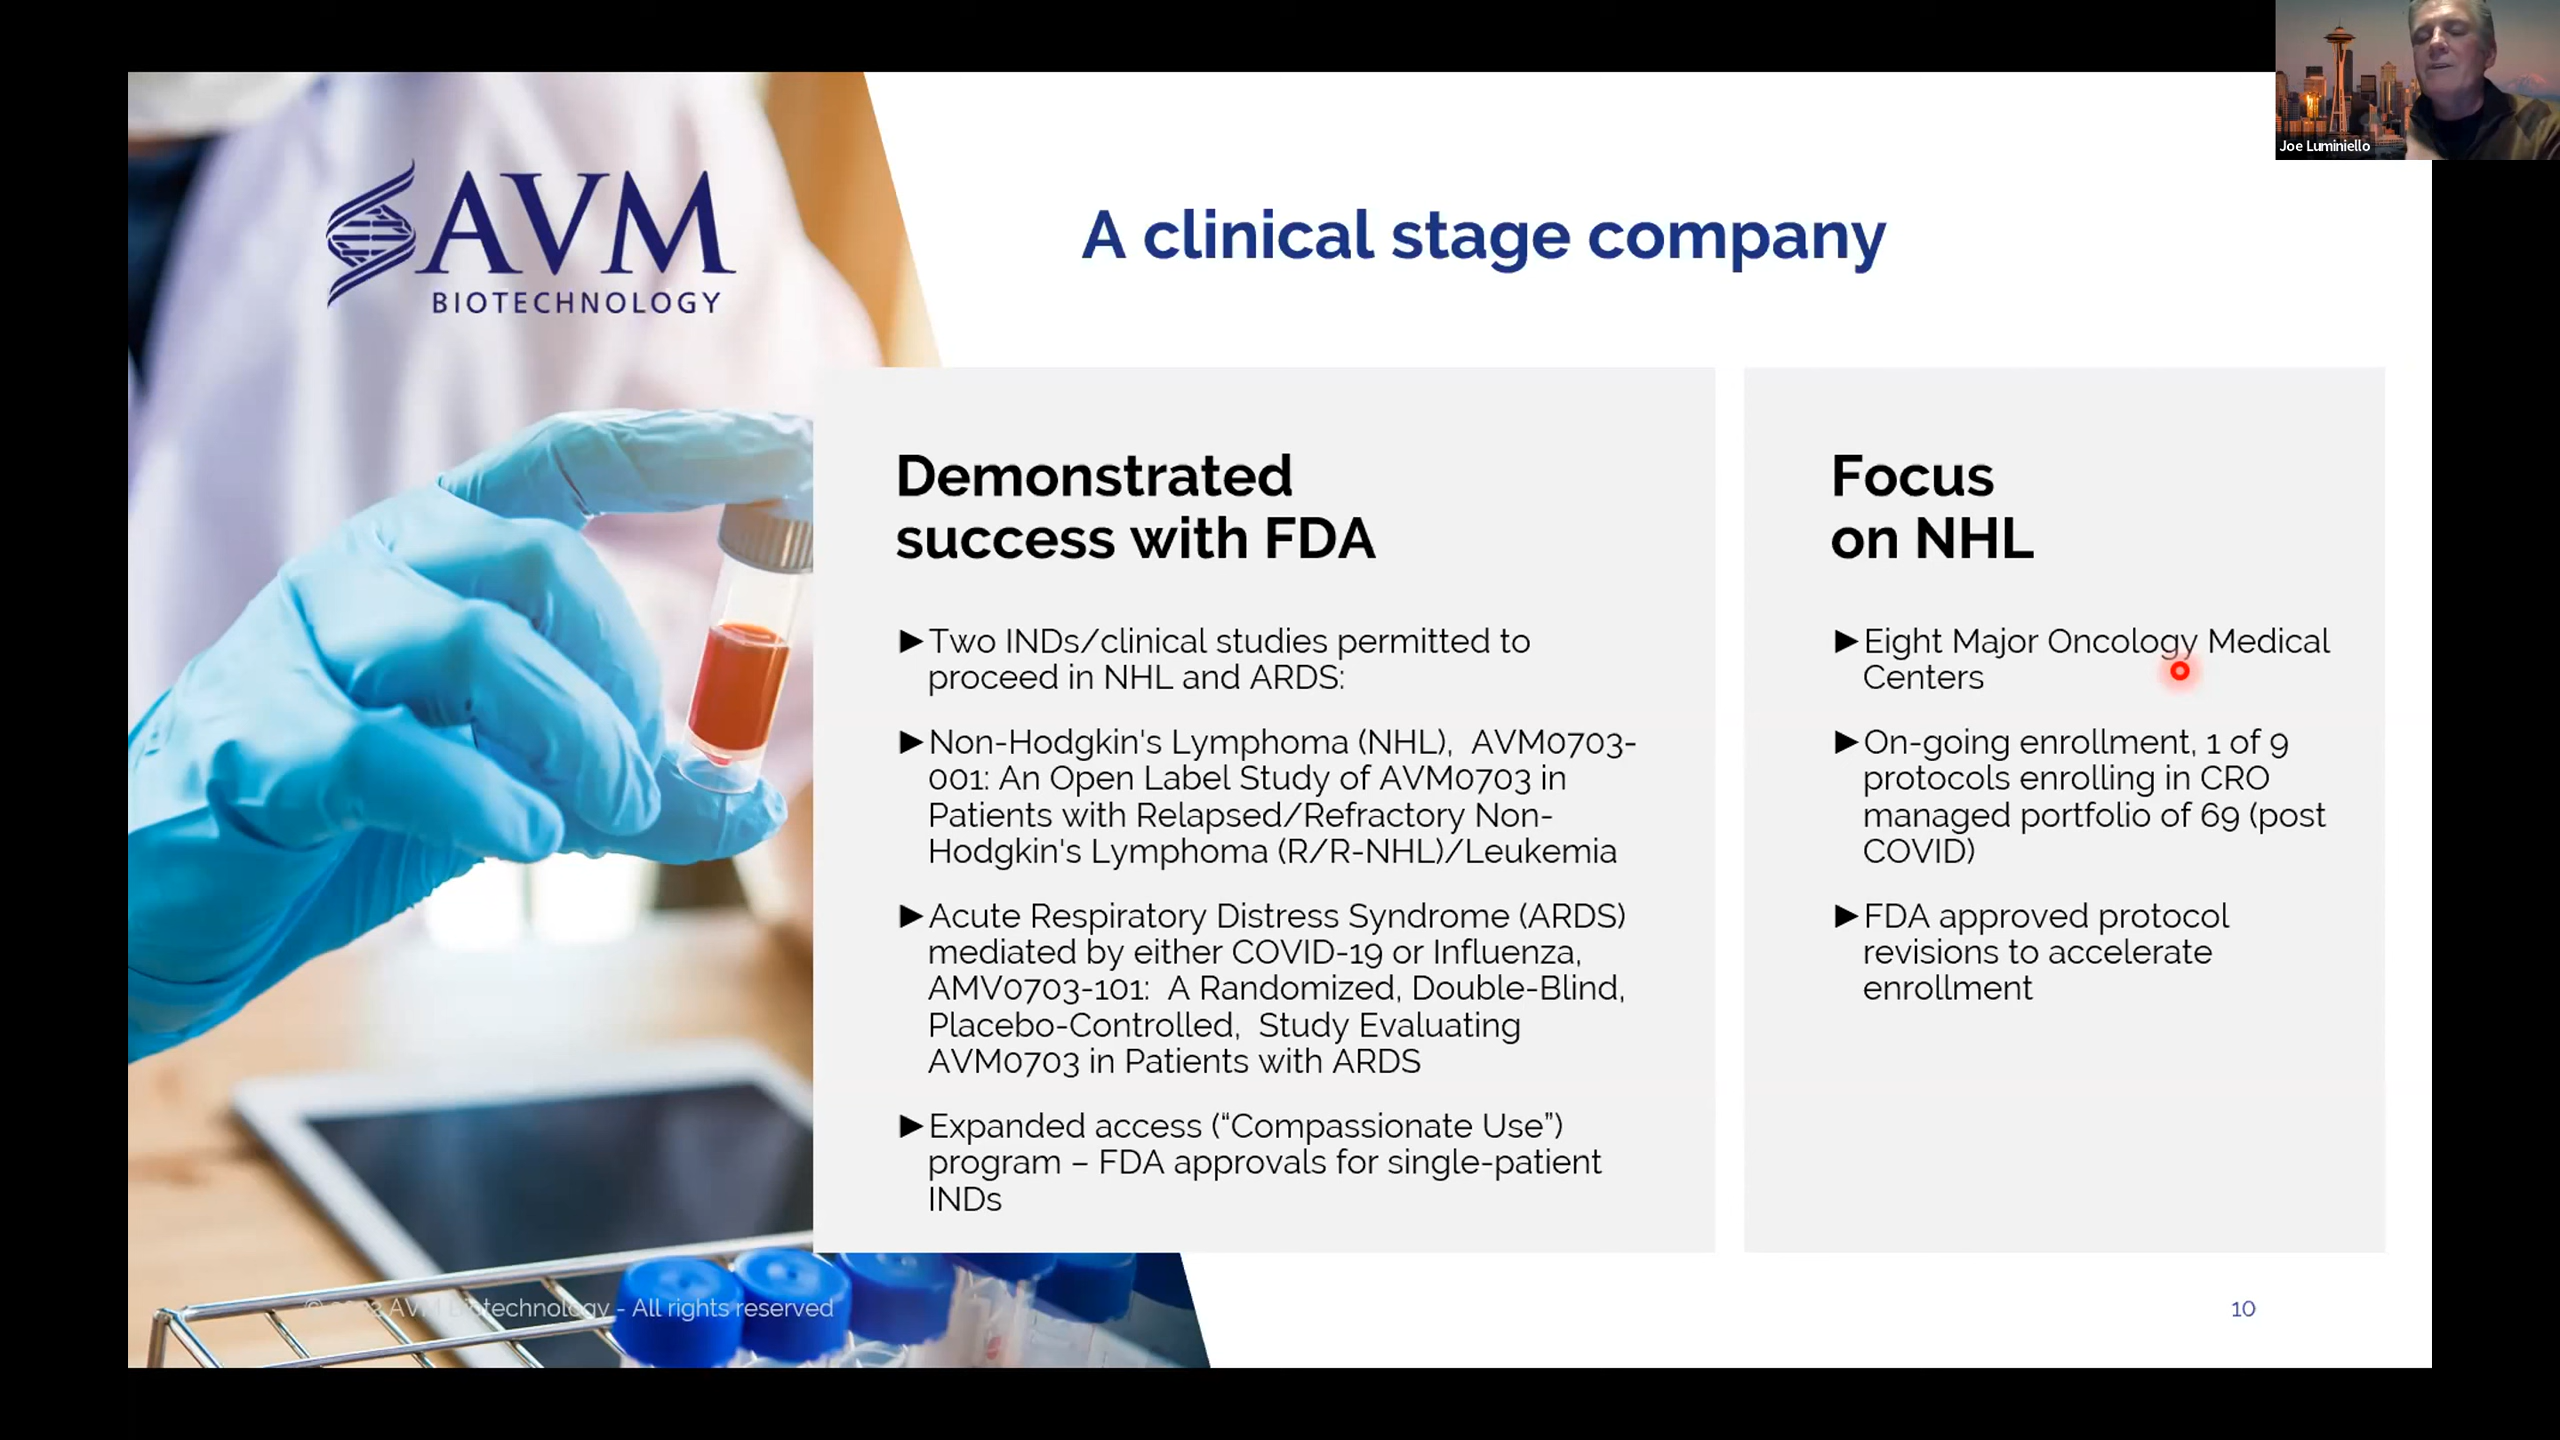 Joe Luminiello
AVM
BIOTECHNOLOGY
A clinical stage company
Demonstrated
success with FDA
►Two INDs/clinical studies permitted to
proceed in NHL and ARDS:
►Non-Hodgkin's Lymphoma (NHL), AVM0703-
001: An Open Label Study of AVM0703 in
Patients with Relapsed/Refractory Non-
Hodgkin's Lymphoma (R/R-NHL)/Leukemia
►Acute Respiratory Distress Syndrome (ARDS)
mediated by either COVID-19 or Influenza,
AMV0703-101: A Randomized, Double-Blind,
Placebo-Controlled, Study Evaluating
AVM0703 in Patients with ARDS
►Expanded access (“Compassionate Use”)
program – FDA approvals for single-patient
INDs
Focus
on NHL
►Eight Major Oncology Medical
Centers
►On-going enrollment, 1 of 9
protocols enrolling in CRO
managed portfolio of 69 (post
COVID)
►FDA approved protocol
revisions to accelerate
enrollment
© AVM Biotechnology - All rights reserved
10